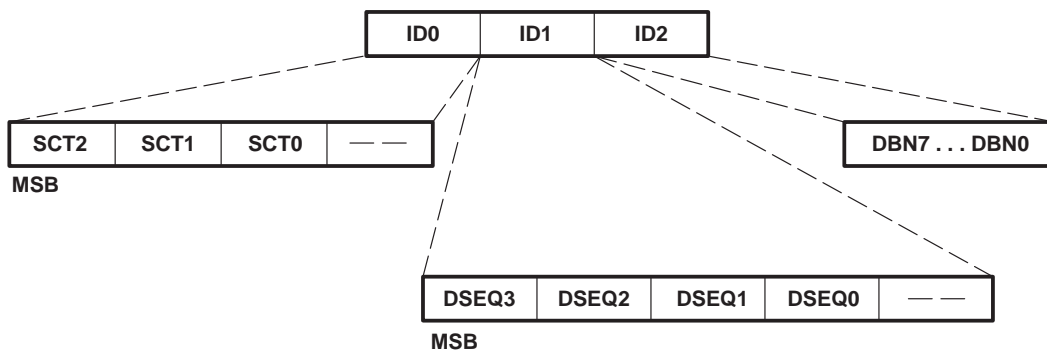 ID0 ID1 ID2
SCT2 SCT1 SCT0 — —
DBN7 . . . DBN0
MSB
DSEQ3 DSEQ2 DSEQ1 DSEQ0 — —
MSB